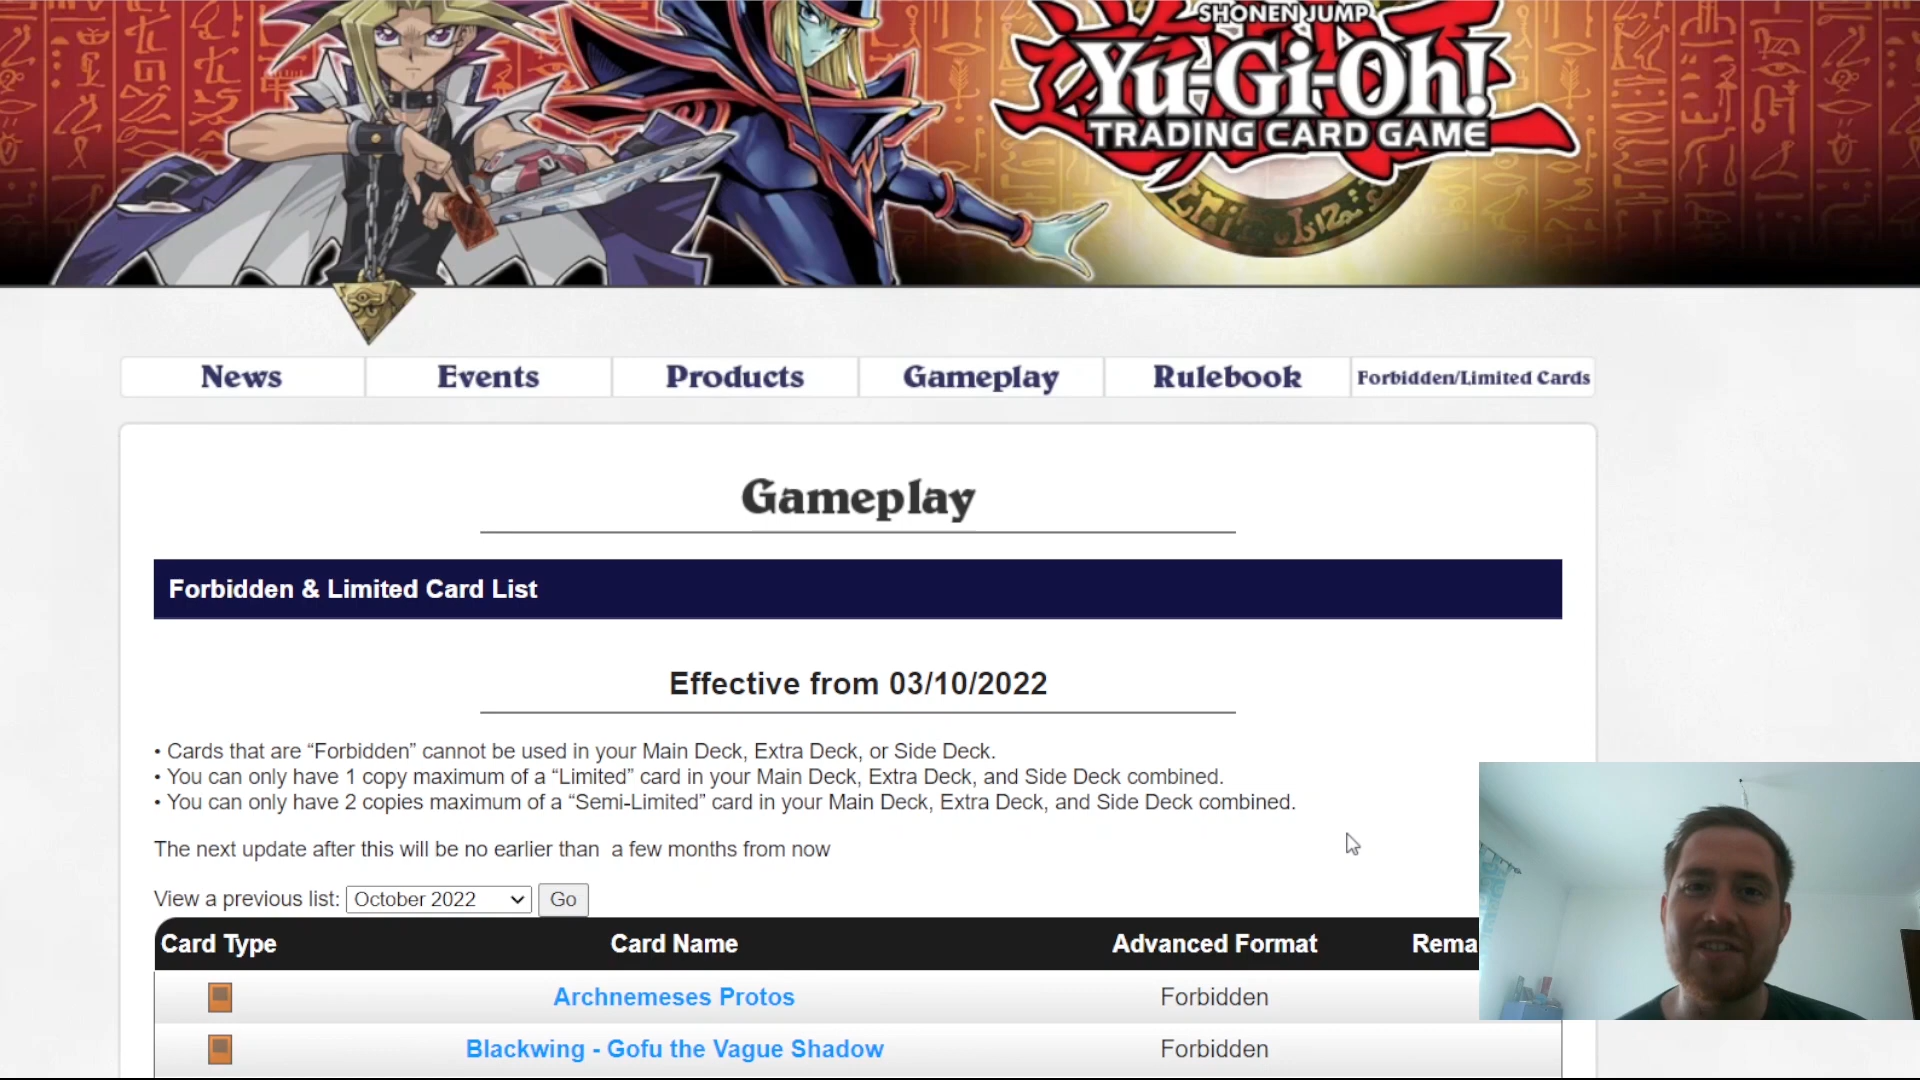 SHONEN JUMP
Yu-Gi-Oh!
TRADING CARD GAME
News
Events
Products
Gameplay
Rulebook
Forbidden/Limited Cards
Gameplay
Forbidden & Limited Card List
Effective from 03/10/2022
• Cards that are “Forbidden” cannot be used in your Main Deck, Extra Deck, or Side Deck.
• You can only have 1 copy maximum of a “Limited” card in your Main Deck, Extra Deck, and Side Deck combined.
• You can only have 2 copies maximum of a “Semi-Limited” card in your Main Deck, Extra Deck, and Side Deck combined.
The next update after this will be no earlier than a few months from now
View a previous list: October 2022 Go
Card Type Card Name Advanced Format Rema
Archnemeses Protos Forbidden
Blackwing - Gofu the Vague Shadow Forbidden